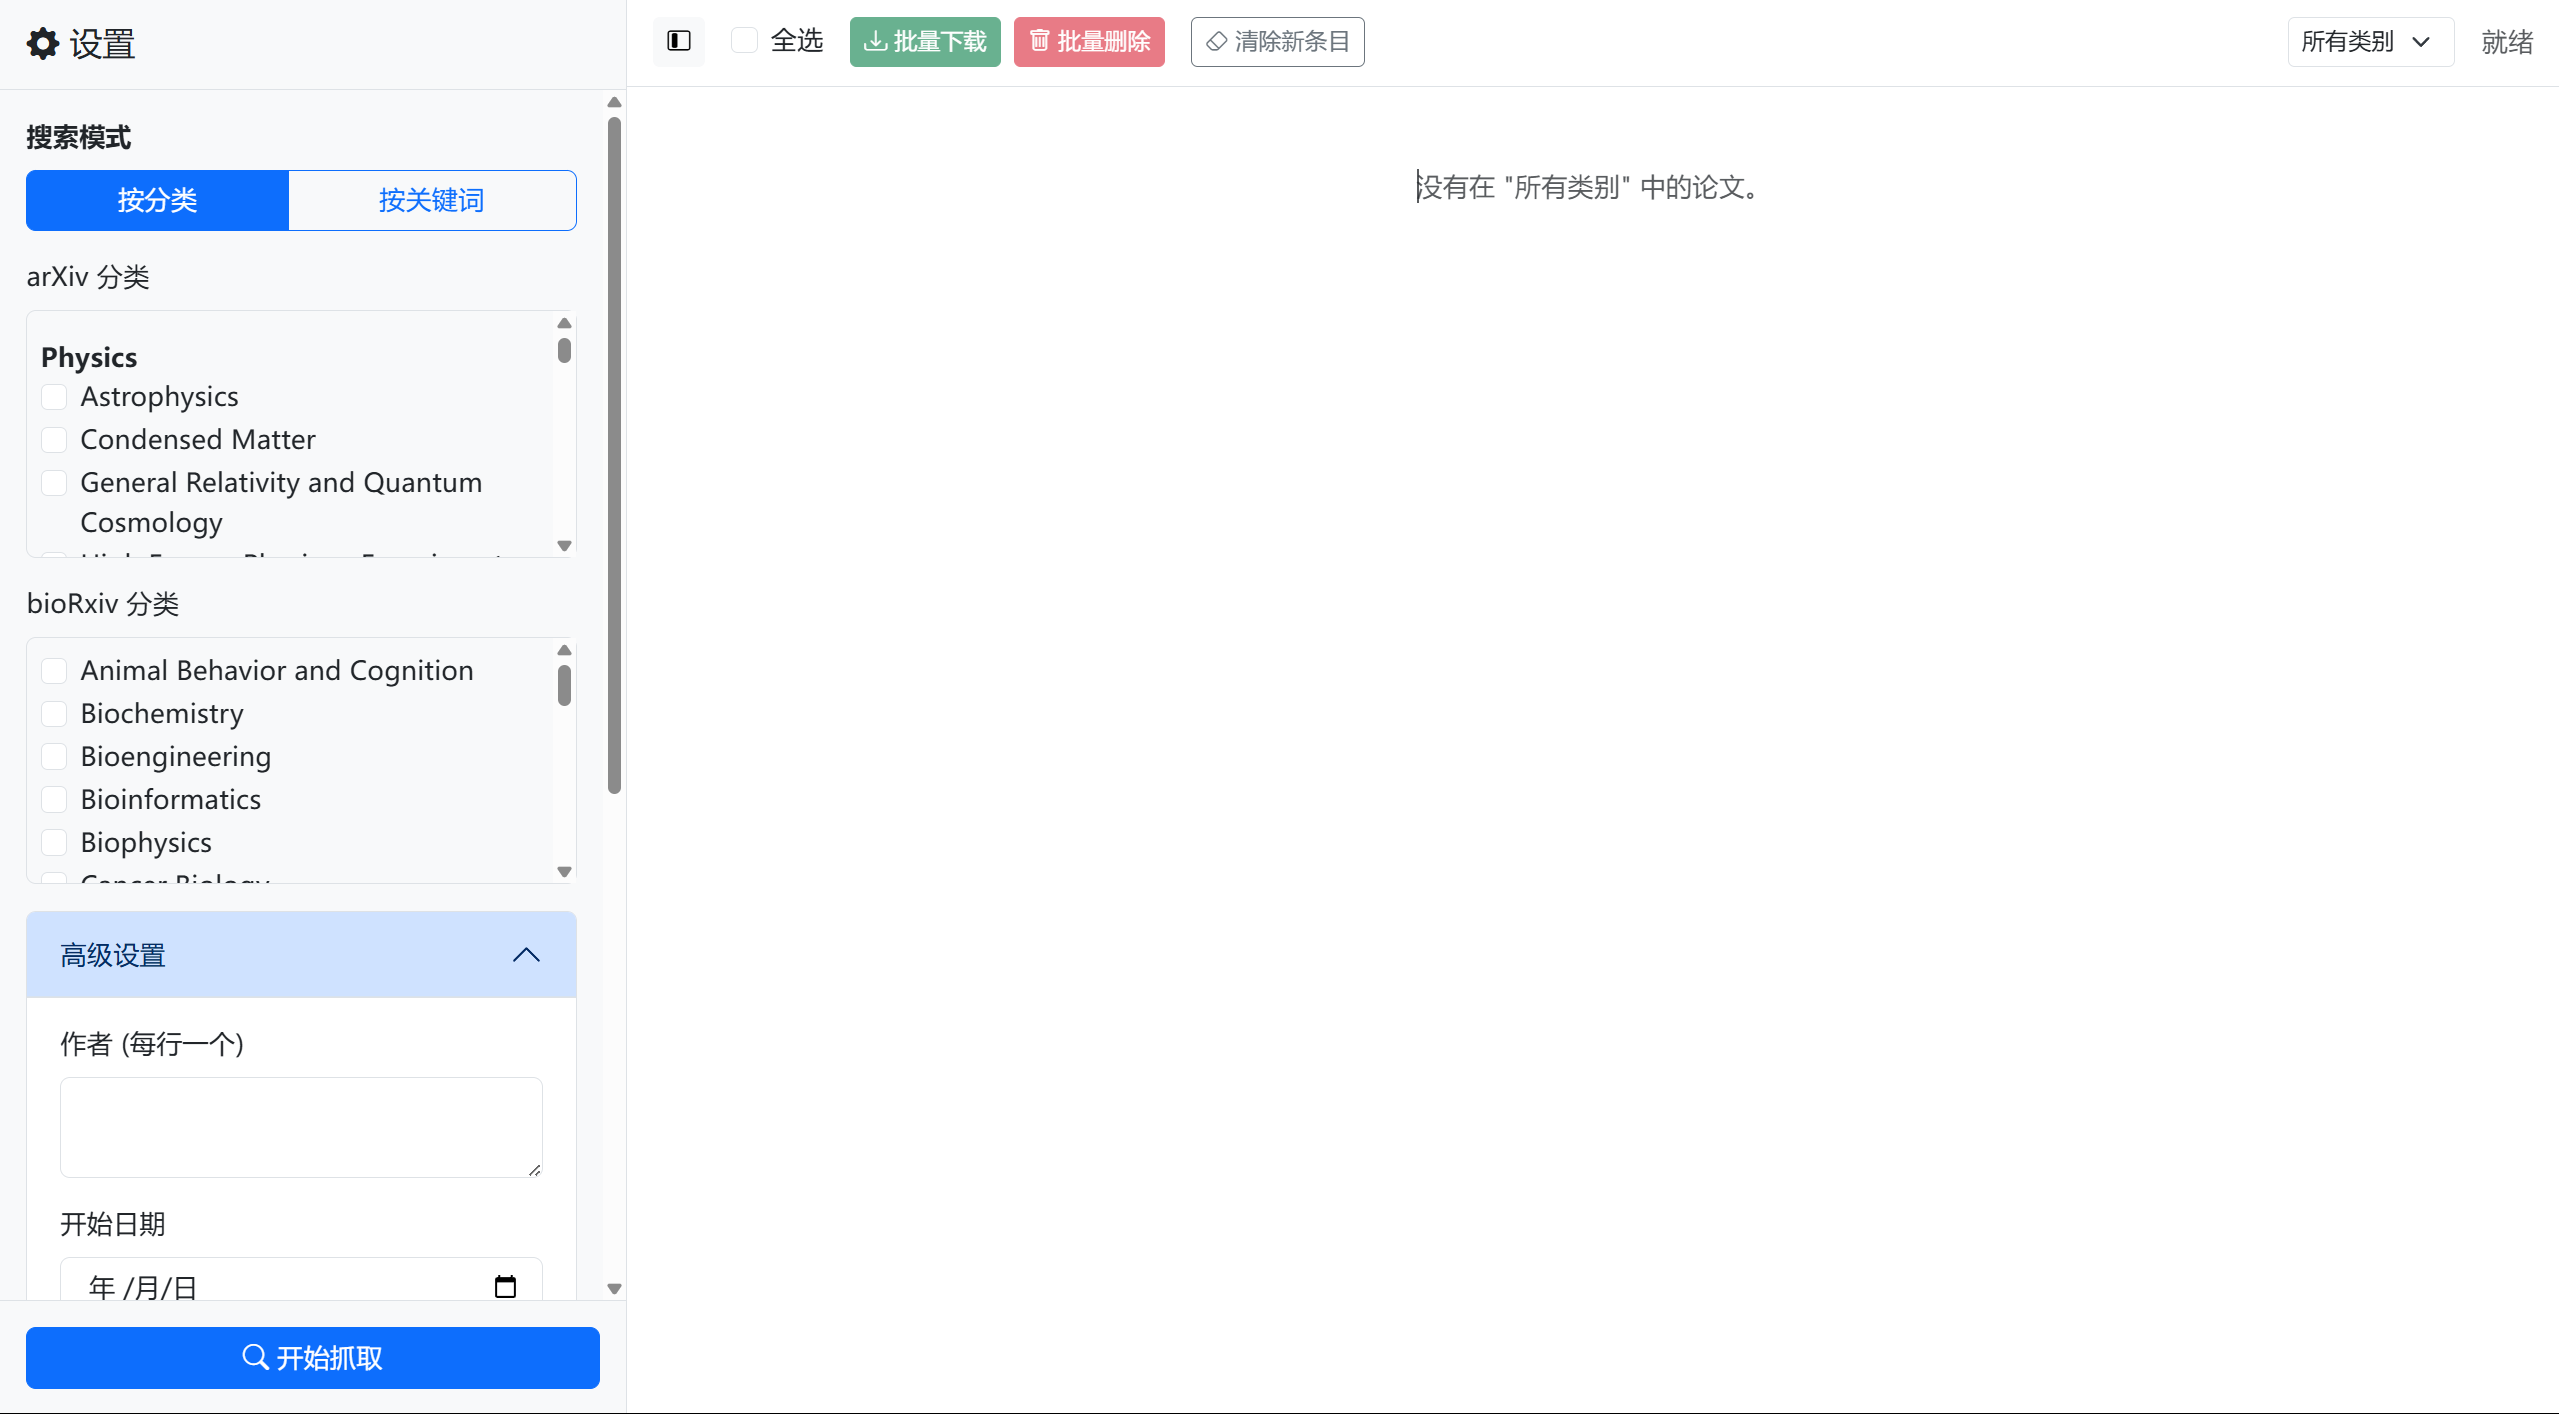 设置
搜索模式
按分类
按关键词
arXiv 分类
Physics
Astrophysics
Condensed Matter
General Relativity and Quantum
Cosmology
bioRxiv 分类
Animal Behavior and Cognition
Biochemistry
Bioengineering
Bioinformatics
Biophysics
Cancer Biology
高级设置
作者 (每行一个)
开始日期
年 /月/日
开始抓取
全选
批量下载
批量删除
清除新条目
所有类别
就绪
没有在 "所有类别" 中的论文。